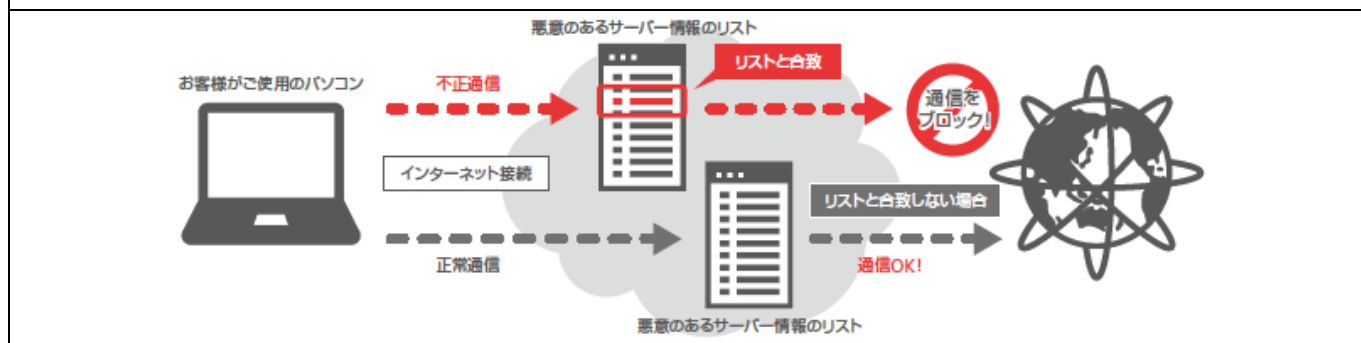 悪意のあるサーバー情報のリスト
お客様がご使用のパソコン
不正通信
リストと合致
通信を
ブロック!
インターネット接続
リストと合致しない場合
正常通信
通信OK!
悪意のあるサーバー情報のリスト